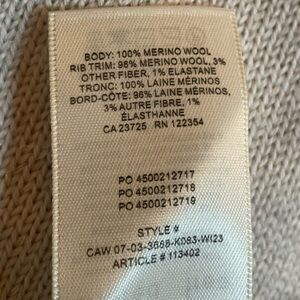 BODY: 100% MERINO WOOL
RIB TRIM: 96% MERINO WOOL, 3%
OTHER FIBER, 1% ELASTANE
TRONC: 100% LAINE MÉRINOS
BORD-CÔTE: 96% LAINE MÉRINOS,
3% AUTRE FIBRE, 1%
ÉLASTHANNE
CA 23725 RN 122354
PO 4500212717
PO 4500212718
PO 4500212719
STYLE #
CAW 07-03-3688-K083-WI23
ARTICLE # 113402